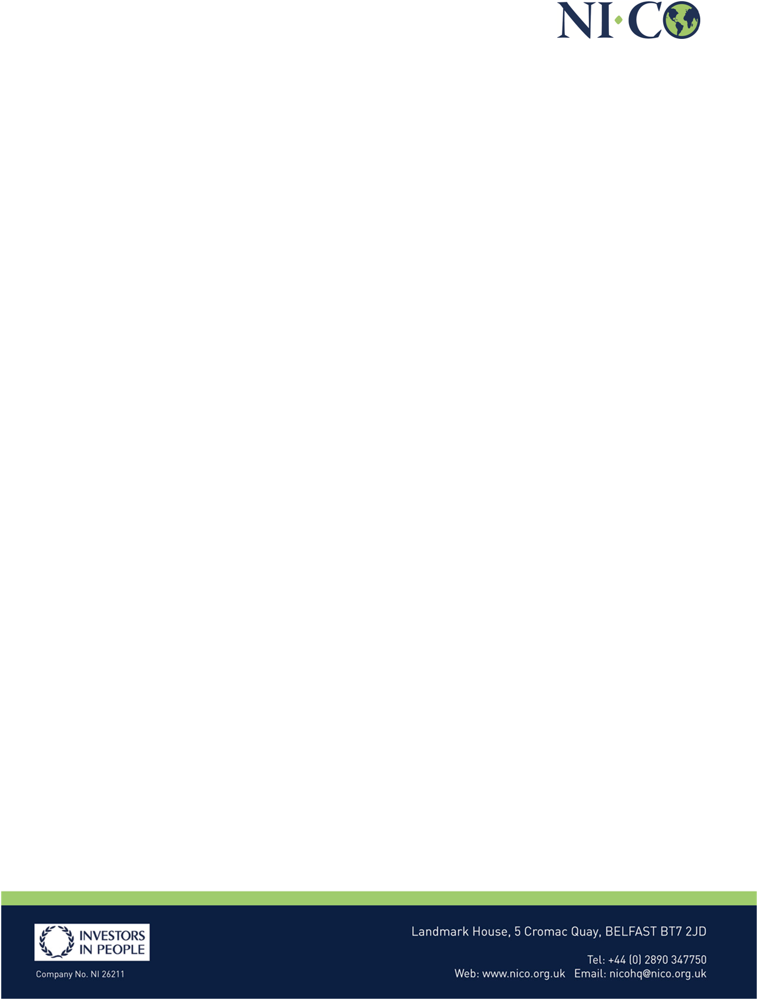 NI·CO
INVESTORS
IN PEOPLE
Company No. NI 26211
Landmark House, 5 Cromac Quay, BELFAST BT7 2JD
Tel: +44 (0) 2890 347750
Web: www.nico.org.uk   Email: nicohq@nico.org.uk